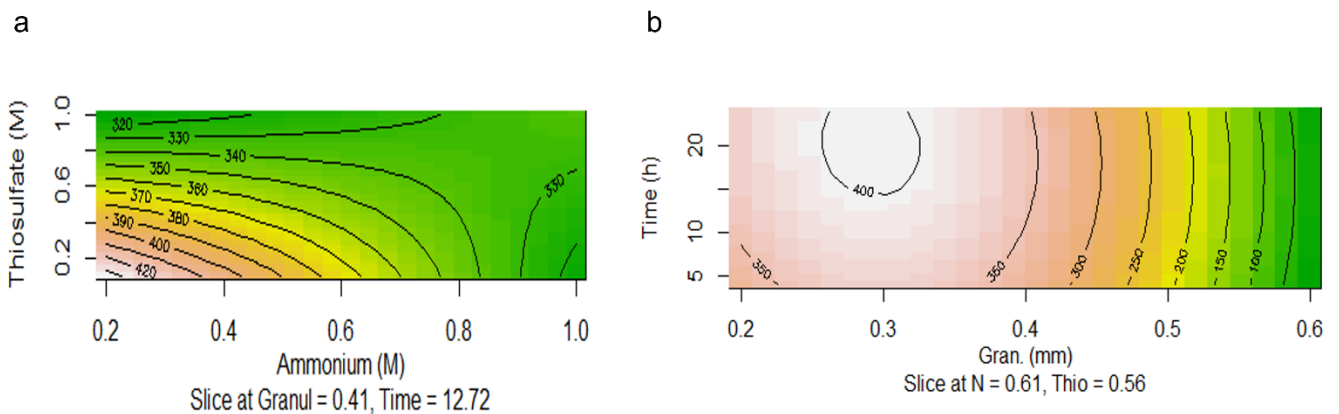 a
Thiosulfate (M)
1.0
0.6
0.2
320
330
340
350
360
370
380
390
400
420
330
0.2 0.4 0.6 0.8 1.0
Ammonium (M)
Slice at Granul = 0.41, Time = 12.72
b
Time (h)
20
10
5
400
350
350
300
250
200
150
100
0.2 0.3 0.4 0.5 0.6
Gran. (mm)
Slice at N = 0.61, Thio = 0.56